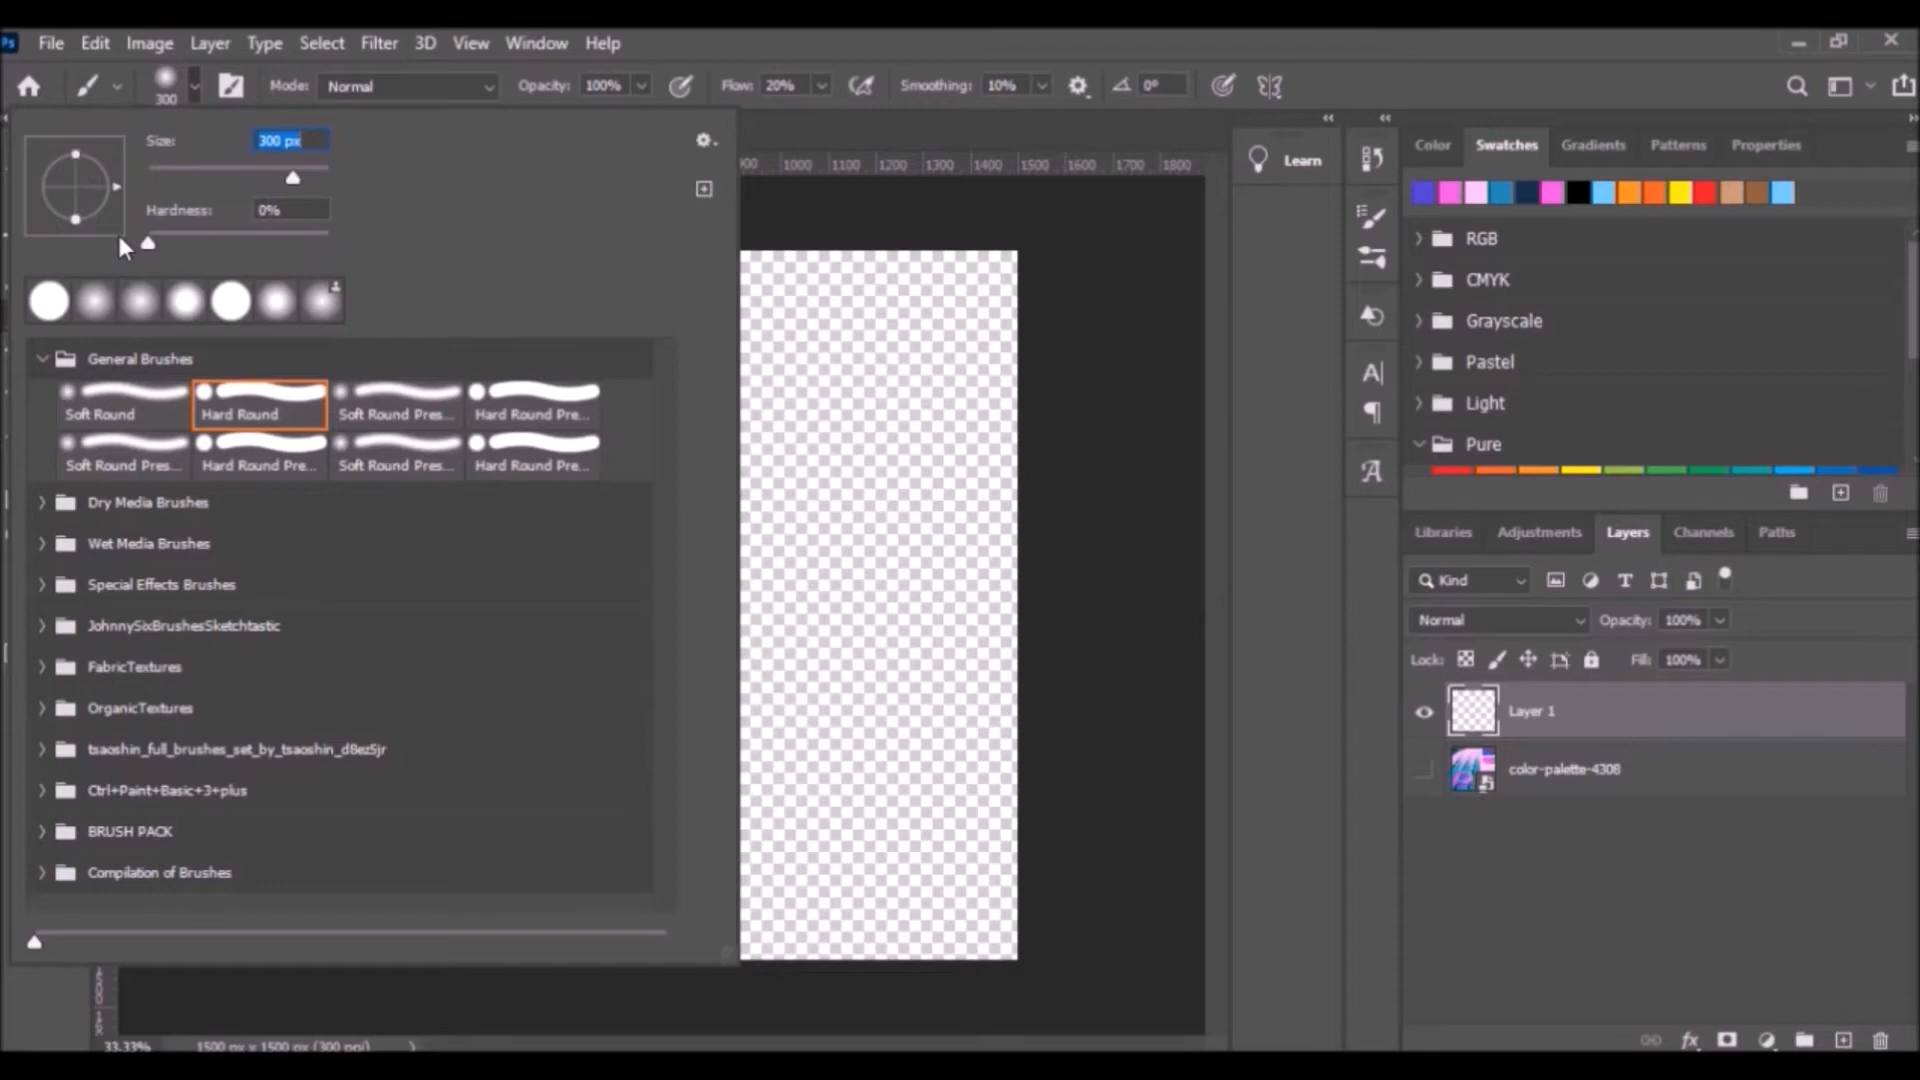 Ps File Edit Image Layer Type Select Filter 3D View Window Help
300 Mode: Normal Opacity: 100% Flow: 20% Smoothing: 10% 0°
Size: 300 px
Hardness: 0%
General Brushes
Soft Round Hard Round Soft Round Pres... Hard Round Pre...
Soft Round Pres... Hard Round Pre... Soft Round Pres... Hard Round Pre...
Dry Media Brushes
Wet Media Brushes
Special Effects Brushes
JohnnySixBrushesSketchtastic
FabricTextures
OrganicTextures
tsaoshin_full_brushes_set_by_tsaoshin_d8ez5jr
Ctrl+Paint+Basic+3+plus
BRUSH PACK
Compilation of Brushes
1000 1100 1200 1300 1400 1500 1600 1700 1800
33.33% 1500 px x 1500 px (300 ppi)
Learn
Color Swatches Gradients Patterns Properties
RGB
CMYK
Grayscale
Pastel
Light
Pure
Libraries Adjustments Layers Channels Paths
Kind
Normal Opacity: 100%
Lock: Fill: 100%
Layer 1
color-palette-4308